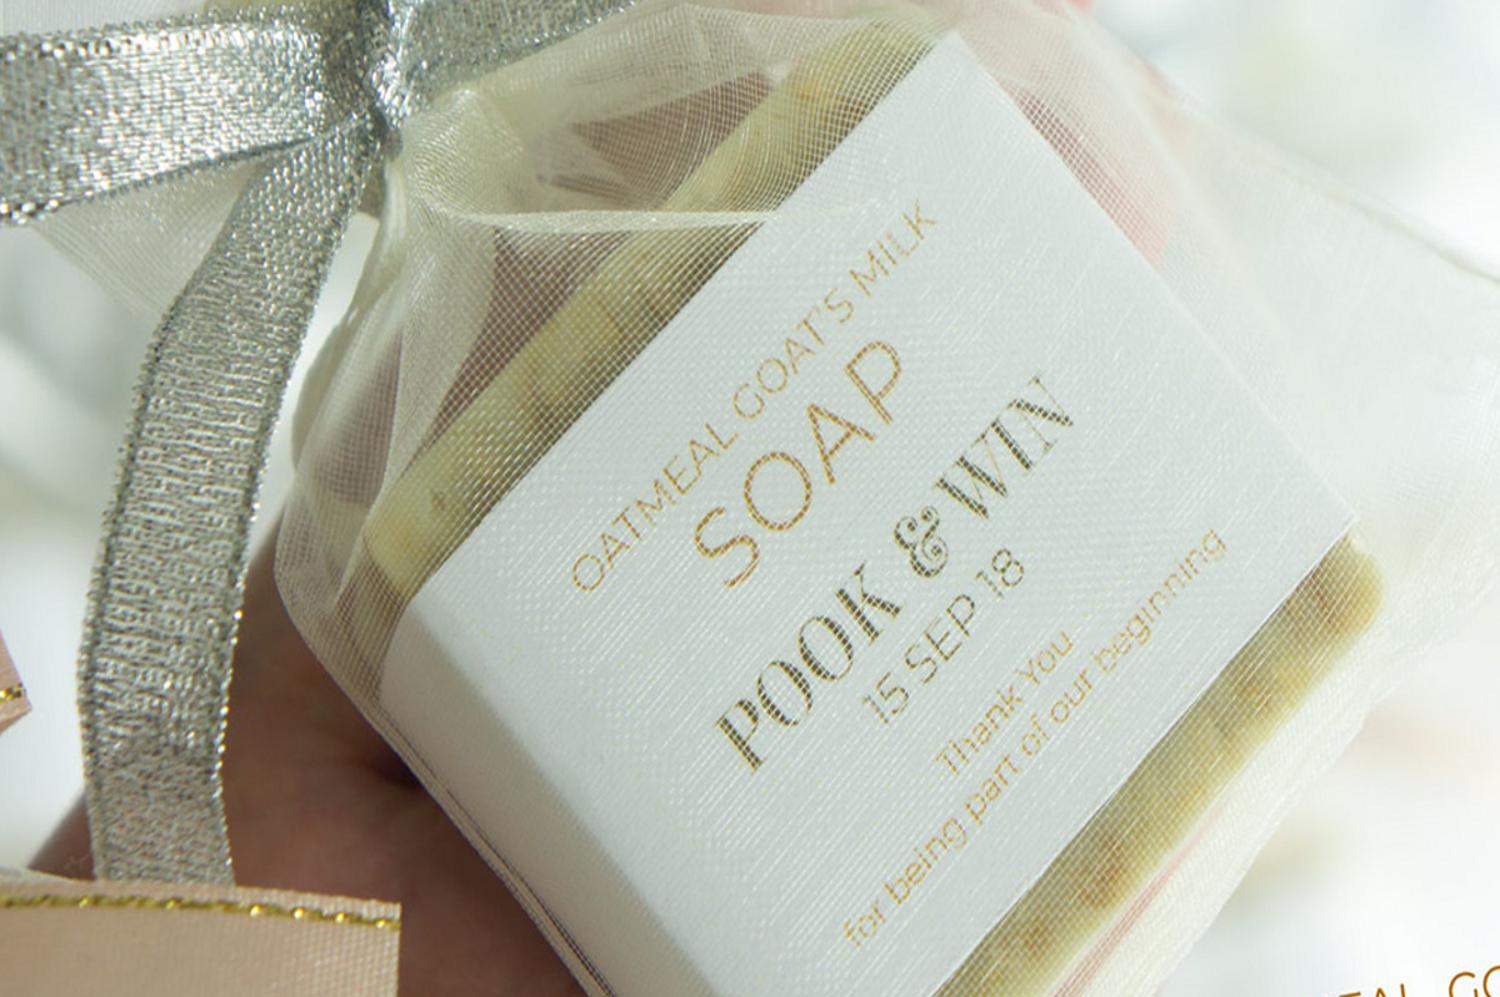 OATMEAL GOAT'S MILK
SOAP
POOK & WIN
15 SEP 18
Thank You
for being part of our beginning